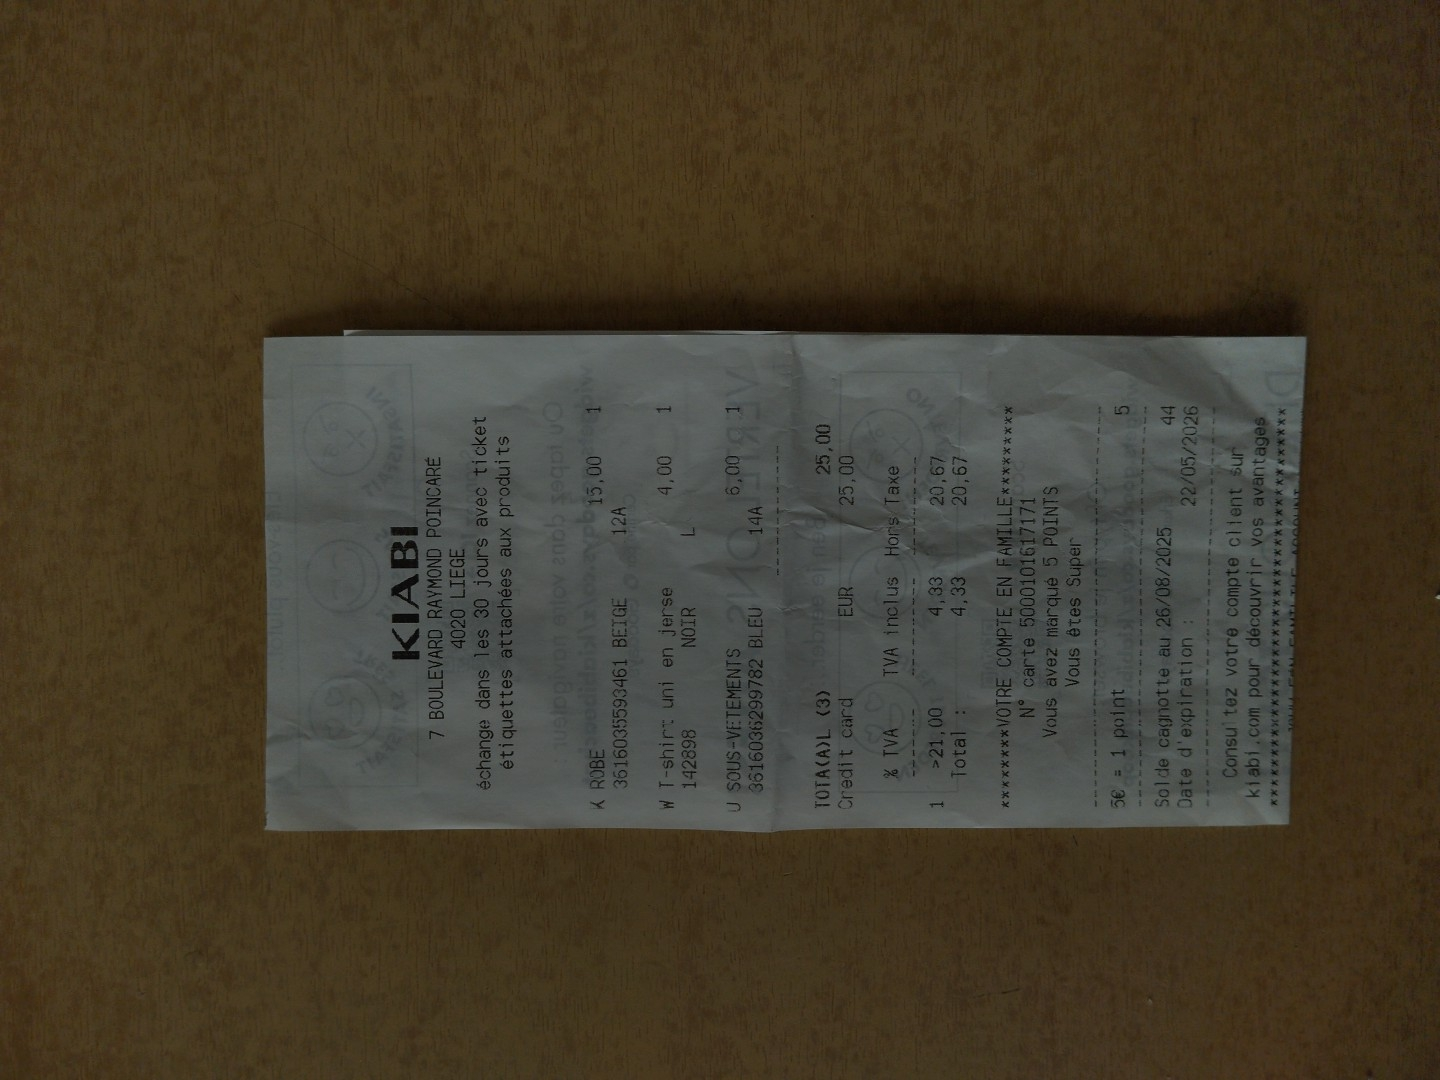 KIABI
7 BOULEVARD RAYMOND POINCARÉ
4020 LIEGE
échange dans les 30 jours avec ticket
étiquettes attachées aux produits
K ROBE 15,00 1
3616035593461 BEIGE 12A
W T-shirt uni en jerse 4,00 1
142898 NOIR L
U SOUS-VETEMENTS 6,00 1
3616036299782 BLEU 14A
TOTA(A)L (3) 25,00
Credit card EUR 25,00
% TVA TVA inclus Hors Taxe
1 >21,00 4,33 20,67
Total : 4,33 20,67
********VOTRE COMPTE EN FAMILLE********
N° carte 5000101617171
Vous avez marqué 5 POINTS
Vous êtes Super
5€ = 1 point 5
Solde cagnotte au 26/08/2025 44
Date d'expiration : 22/05/2026
Consultez votre compte client sur
kiabi.com pour découvrir vos avantages